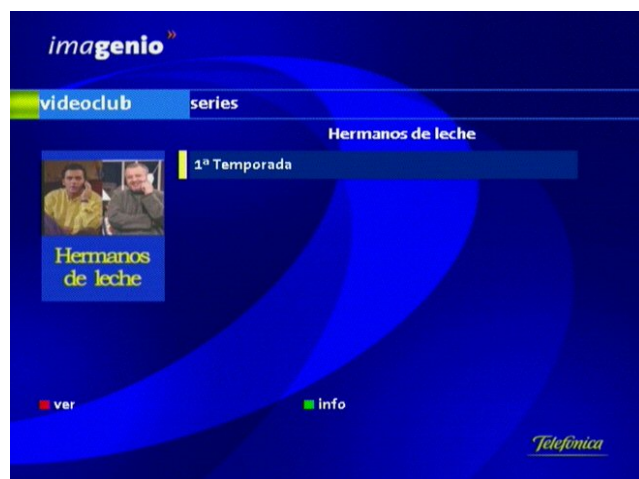 imagenio»
videoclub
series
Hermanos de leche
1ª Temporada
Hermanos
de leche
ver
info
Telefónica